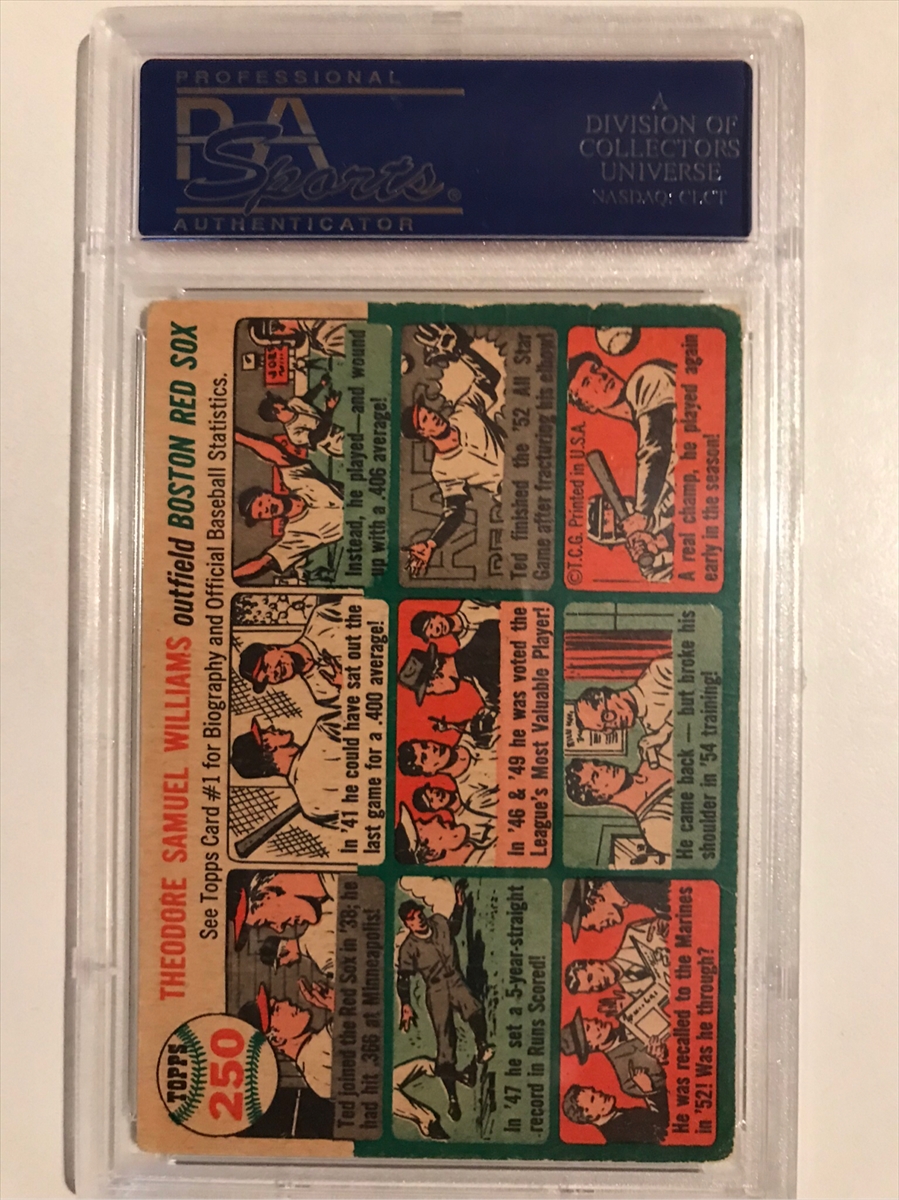 PROFESSIONAL
PSA
Sports®
AUTHENTICATOR
A
DIVISION OF
COLLECTORS
UNIVERSE
NASDAQ: CLCT
TOPPS
250
THEODORE SAMUEL WILLIAMS outfield BOSTON RED SOX
See Topps Card #1 for Biography and Official Baseball Statistics.
Ted joined the Red Sox in '38; he
had hit .366 at Minneapolis!
In '41 he could have sat out the
last game for a .400 average!
Instead, he played—and wound
up with a .406 average!
In '47 he set a 5-year-straight
record in Runs Scored!
In '46 & '49 he was voted the
League's Most Valuable Player!
Ted finished the '52 All Star
Game after fracturing his elbow!
He was recalled to the Marines
in '52! Was he through?
He came back — but broke his
shoulder in '54 training!
©T.C.G. Printed in U.S.A.
A real champ, he played again
early in the season!